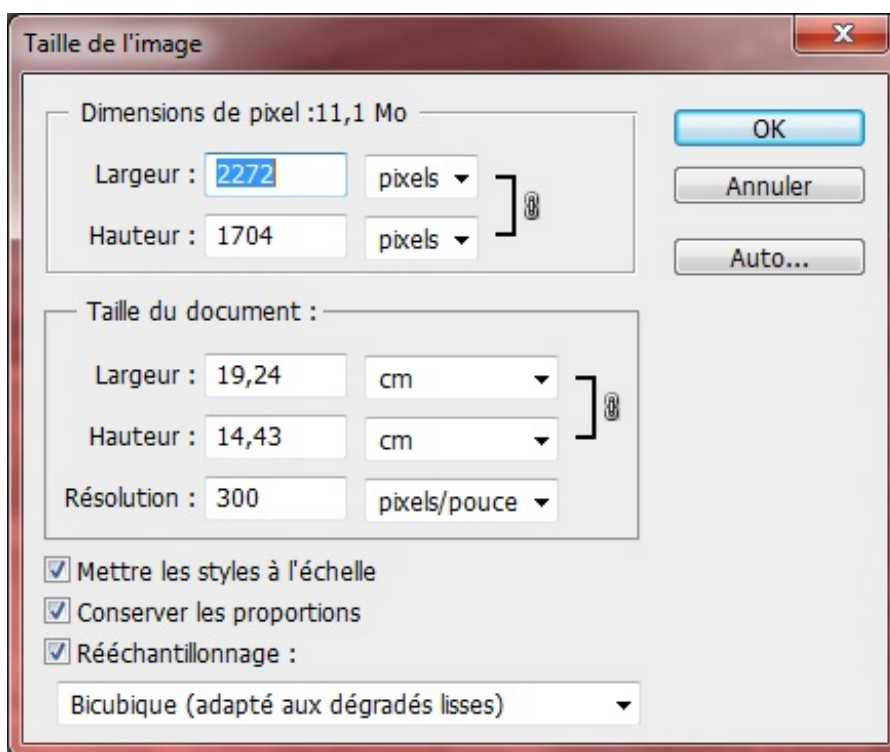 Taille de l'image
Dimensions de pixel :11,1 Mo
Largeur : 2272 pixels
Hauteur : 1704 pixels
OK
Annuler
Auto...
Taille du document :
Largeur : 19,24 cm
Hauteur : 14,43 cm
Résolution : 300 pixels/pouce
Mettre les styles à l'échelle
Conserver les proportions
Rééchantillonnage :
Bicubique (adapté aux dégradés lisses)